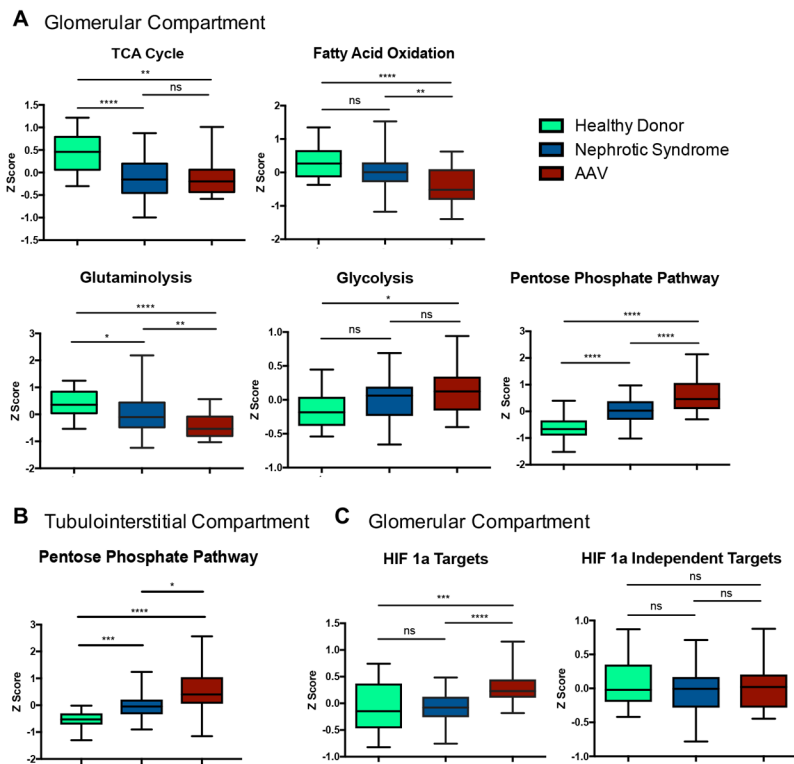 A Glomerular Compartment
TCA Cycle
**
ns
****
Z Score
1.5
1.0
0.5
0.0
-0.5
-1.0
-1.5
Fatty Acid Oxidation
****
**
ns
Z Score
2
1
0
-1
-2
Healthy Donor
Nephrotic Syndrome
AAV
Glutaminolysis
****
**
*
Z Score
3
2
1
0
-1
-2
Glycolysis
*
ns
ns
Z Score
1.0
0.5
0.0
-0.5
-1.0
Pentose Phosphate Pathway
****
****
****
Z Score
3
2
1
0
-1
-2
B Tubulointerstitial Compartment
Pentose Phosphate Pathway
*
****
***
Z Score
3
2
1
0
-1
-2
C Glomerular Compartment
HIF 1a Targets
***
****
ns
Z Score
1.5
1.0
0.5
0.0
-0.5
-1.0
HIF 1a Independent Targets
ns
ns
ns
Z Score
1.0
0.5
0.0
-0.5
-1.0